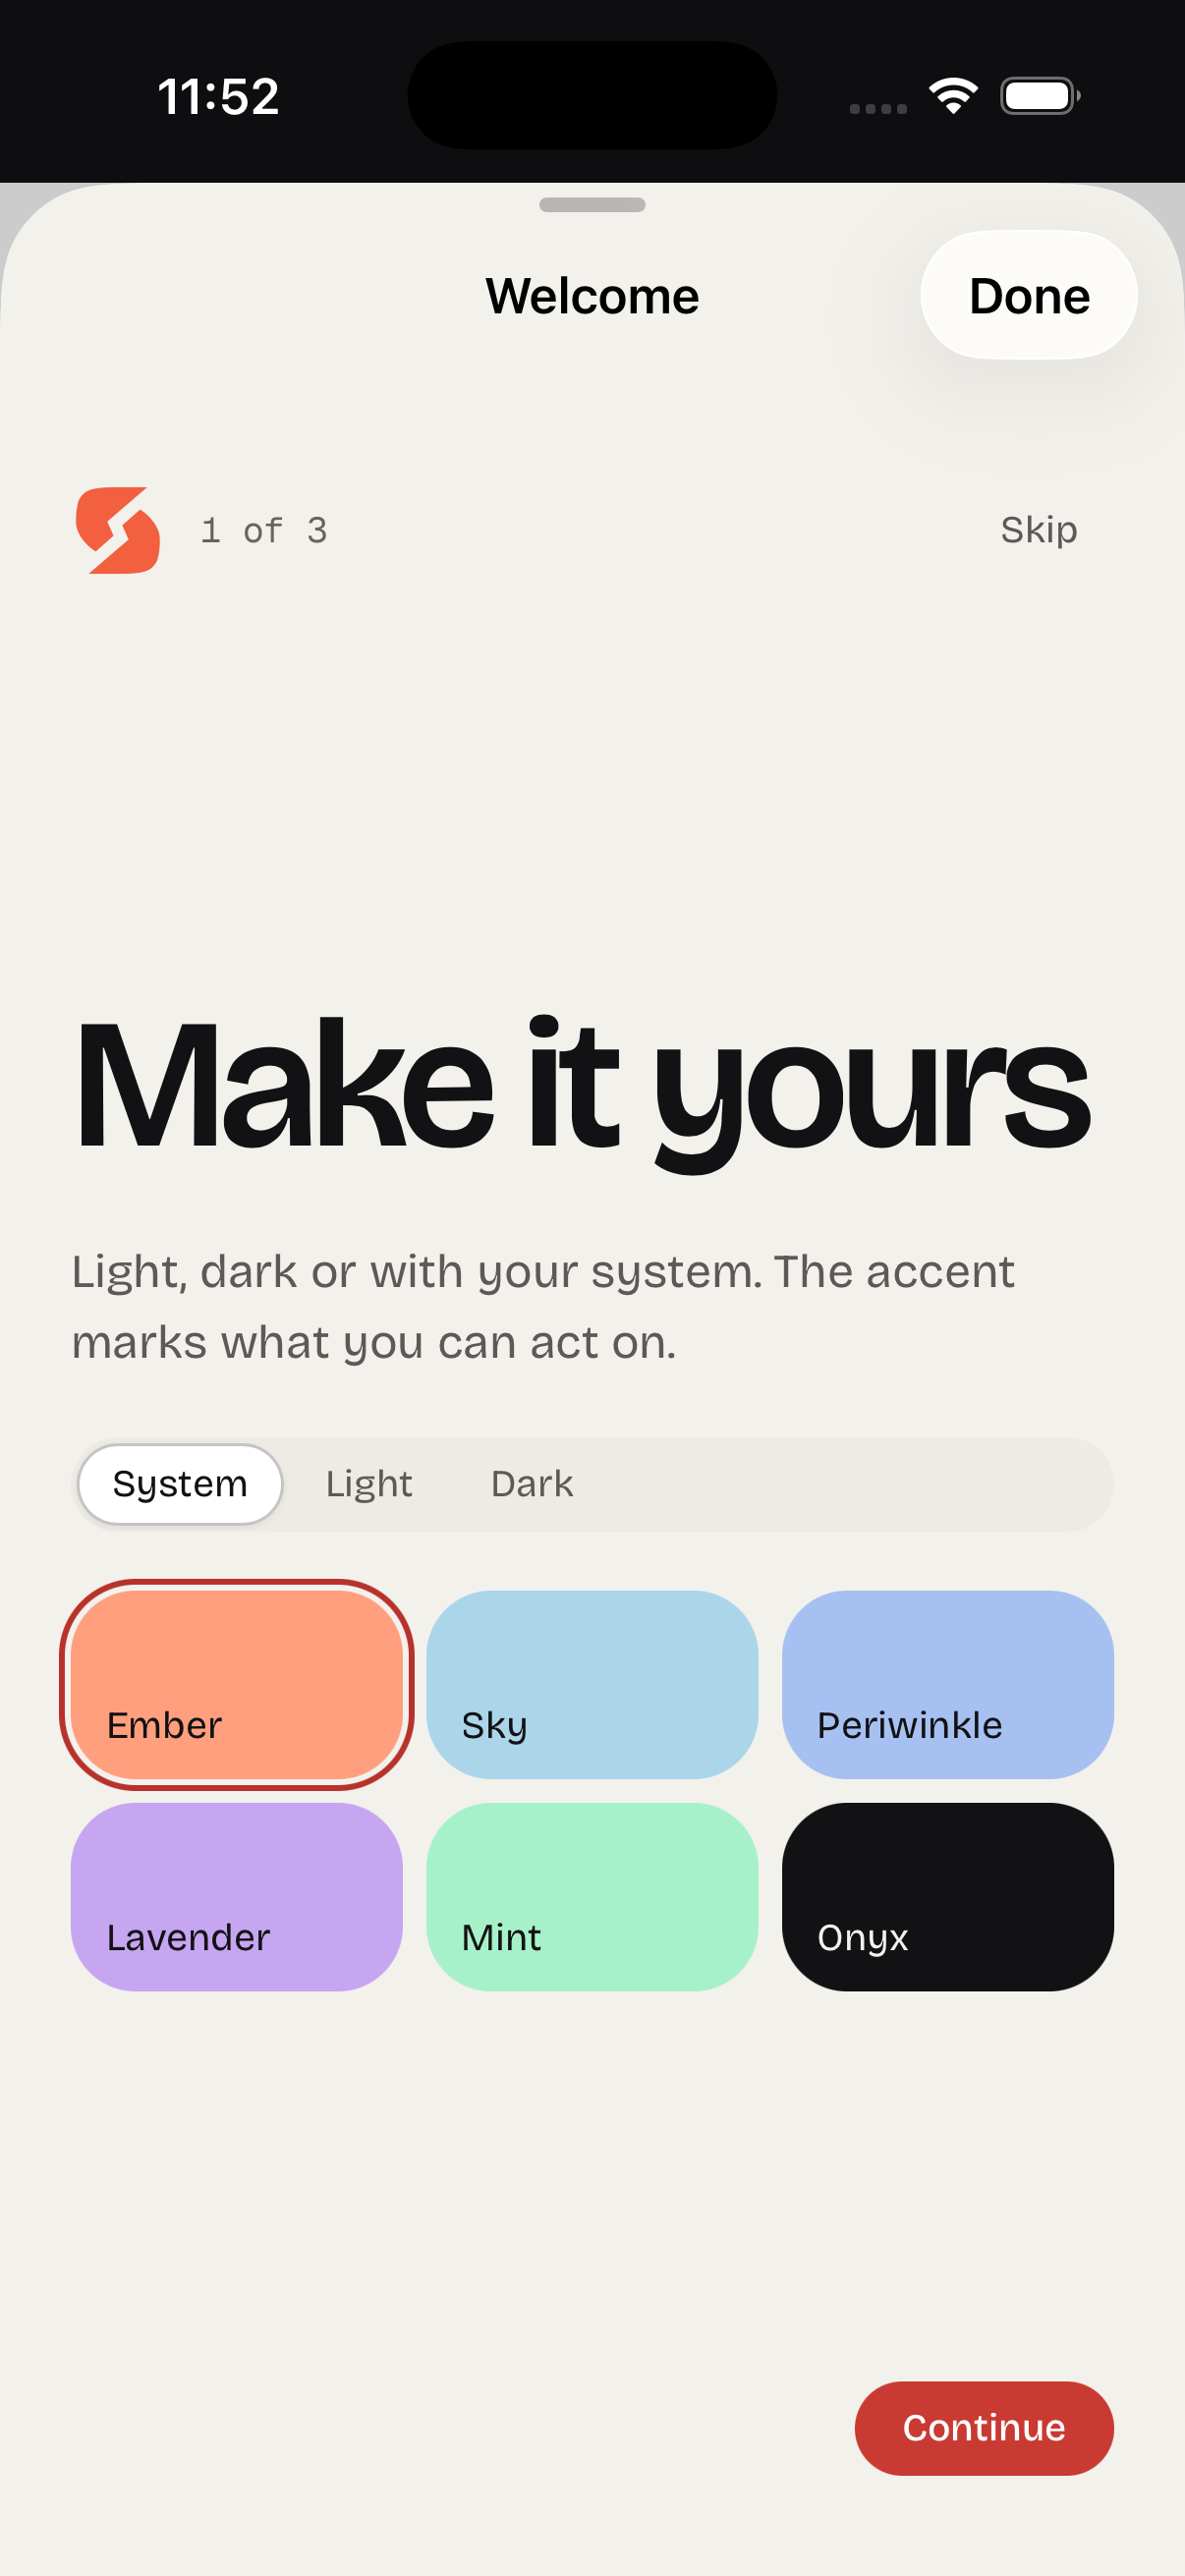 11:52
Welcome
Done
1 of 3
Skip
Make it yours
Light, dark or with your system. The accent
marks what you can act on.
System
Light
Dark
Ember
Sky
Periwinkle
Lavender
Mint
Onyx
Continue